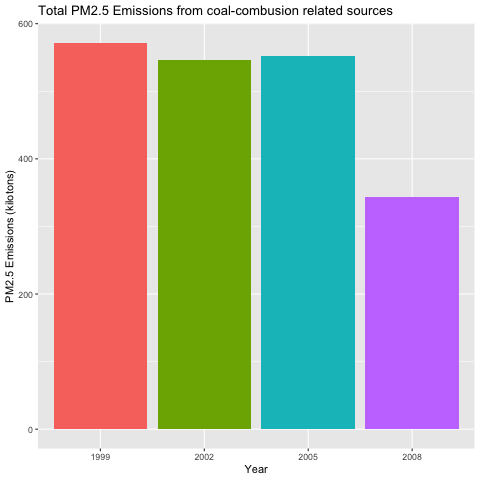 Total PM2.5 Emissions from coal-combusion related sources
PM2.5 Emissions (kilotons)
600
400
200
0
1999 2002 2005 2008
Year